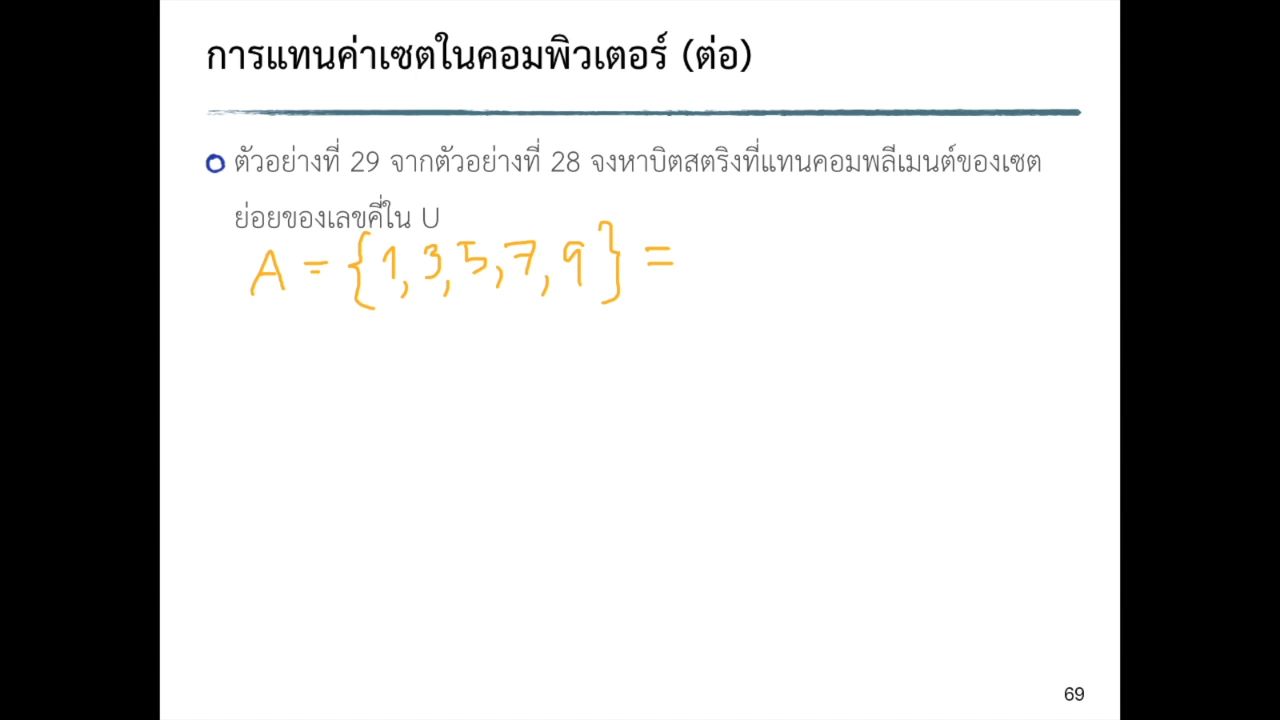 การแทนค่าเซตในคอมพิวเตอร์ (ต่อ)
ตัวอย่างที่ 29 จากตัวอย่างที่ 28 จงหาบิตสตริงที่แทนคอมพลีเมนต์ของเซต
ย่อยของเลขคี่ใน U
A = {1,3,5,7,9} =
69